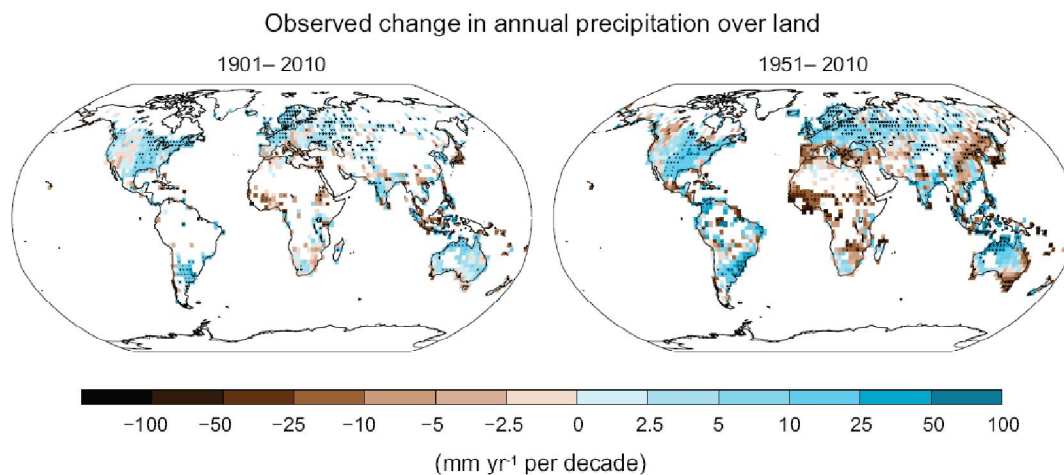 Observed change in annual precipitation over land
1901– 2010
1951– 2010
−100 −50 −25 −10 −5 −2.5 0 2.5 5 10 25 50 100
(mm yr⁻¹ per decade)